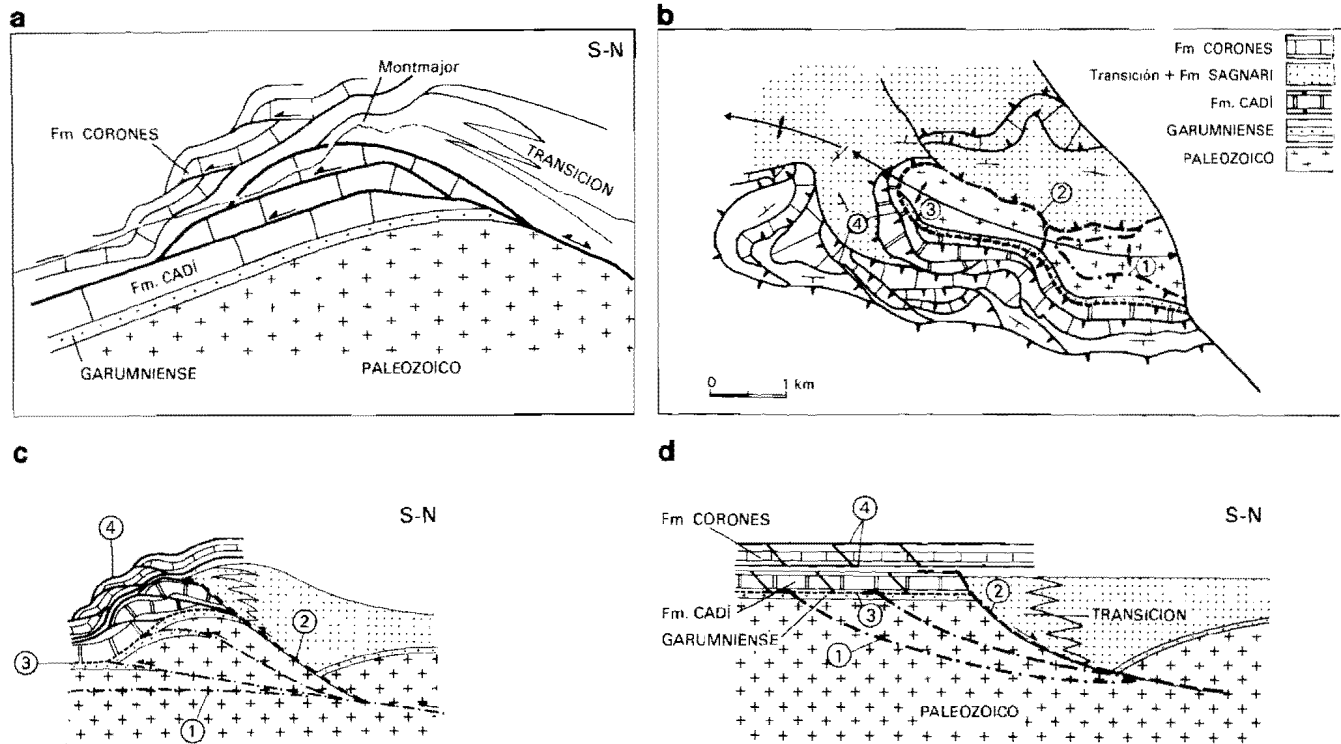 a
S-N
Montmajor
Fm CORONES
TRANSICION
Fm. CADÍ
GARUMNIENSE
PALEOZOICO
b
Fm CORONES
Transición + Fm SAGNARI
Fm. CADÍ
GARUMNIENSE
PALEOZOICO
2
3
4
1
0 1 km
c
S-N
4
2
3
1
d
S-N
4
Fm CORONES
2
TRANSICION
Fm. CADÍ
3
GARUMNIENSE
1
PALEOZOICO